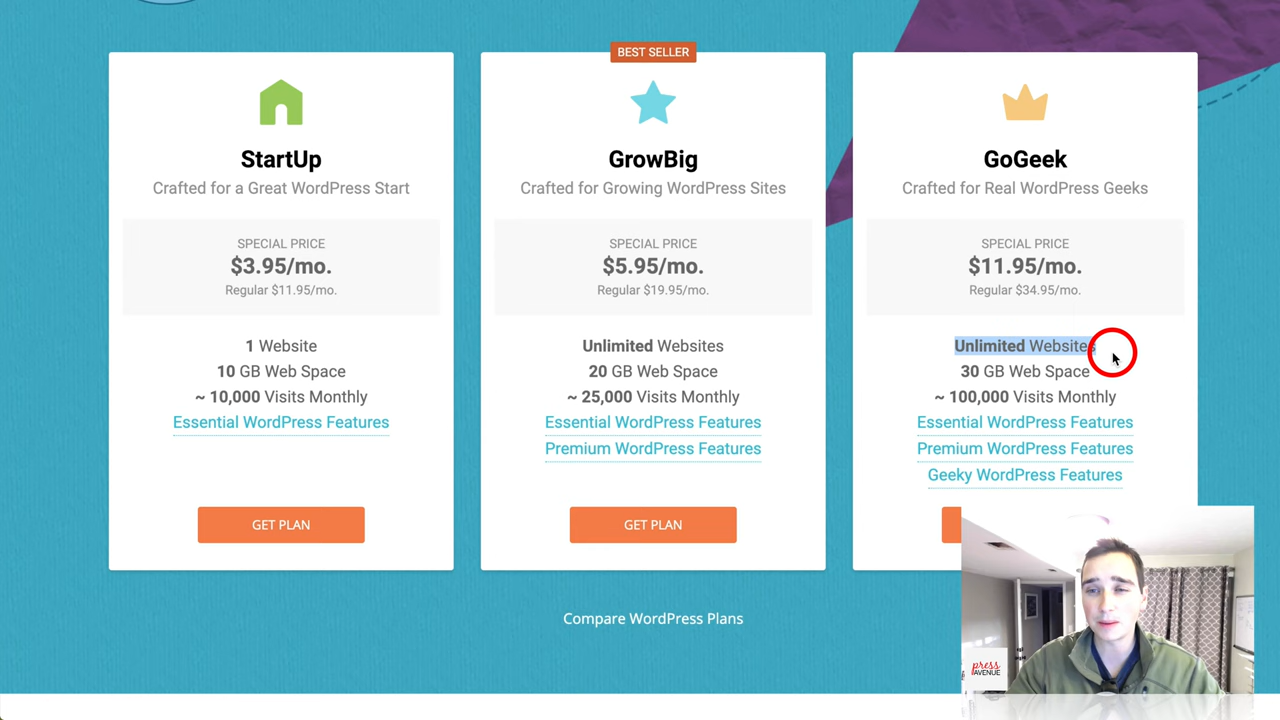 BEST SELLER
StartUp
Crafted for a Great WordPress Start
SPECIAL PRICE
$3.95/mo.
Regular $11.95/mo.
1 Website
10 GB Web Space
~ 10,000 Visits Monthly
Essential WordPress Features
GET PLAN
GrowBig
Crafted for Growing WordPress Sites
SPECIAL PRICE
$5.95/mo.
Regular $19.95/mo.
Unlimited Websites
20 GB Web Space
~ 25,000 Visits Monthly
Essential WordPress Features
Premium WordPress Features
GET PLAN
GoGeek
Crafted for Real WordPress Geeks
SPECIAL PRICE
$11.95/mo.
Regular $34.95/mo.
Unlimited Websites
30 GB Web Space
~ 100,000 Visits Monthly
Essential WordPress Features
Premium WordPress Features
Geeky WordPress Features
Compare WordPress Plans
press
AVENUE